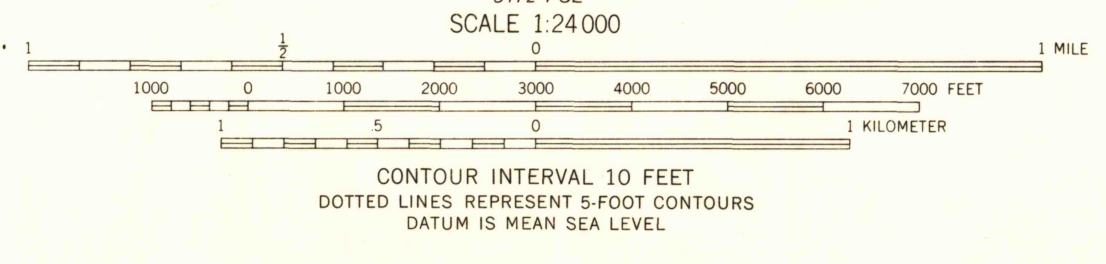 SCALE 1:24 000
1 ½ 0 1 MILE
1000 0 1000 2000 3000 4000 5000 6000 7000 FEET
1 .5 0 1 KILOMETER
CONTOUR INTERVAL 10 FEET
DOTTED LINES REPRESENT 5-FOOT CONTOURS
DATUM IS MEAN SEA LEVEL